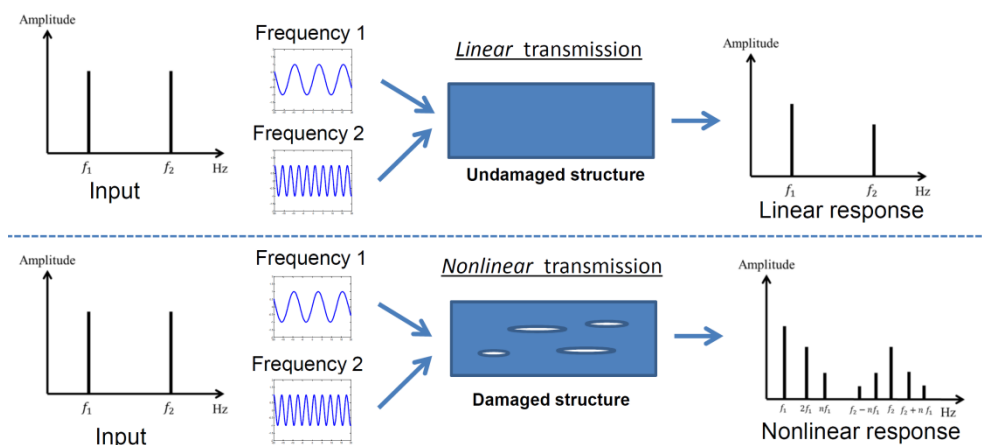 Amplitude
f₁
f₂
Hz
Input
Frequency 1
Frequency 2
Linear transmission
Undamaged structure
Amplitude
f₁
f₂
Hz
Linear response
Amplitude
f₁
f₂
Hz
Input
Frequency 1
Frequency 2
Nonlinear transmission
Damaged structure
Amplitude
f₁ 2f₁ nf₁ f₂ − nf₁ f₂ f₂ + n f₁ Hz
Nonlinear response